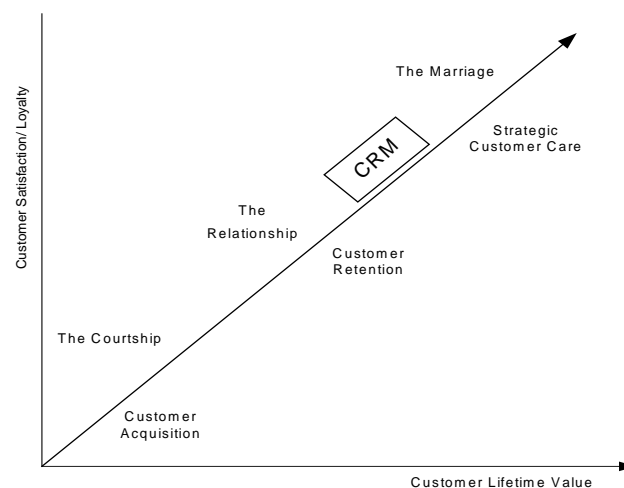 The Marriage
Strategic
Customer Care
CRM
Customer Satisfaction/ Loyalty
The
Relationship
Customer
Retention
The Courtship
Customer
Acquisition
Customer Lifetime Value